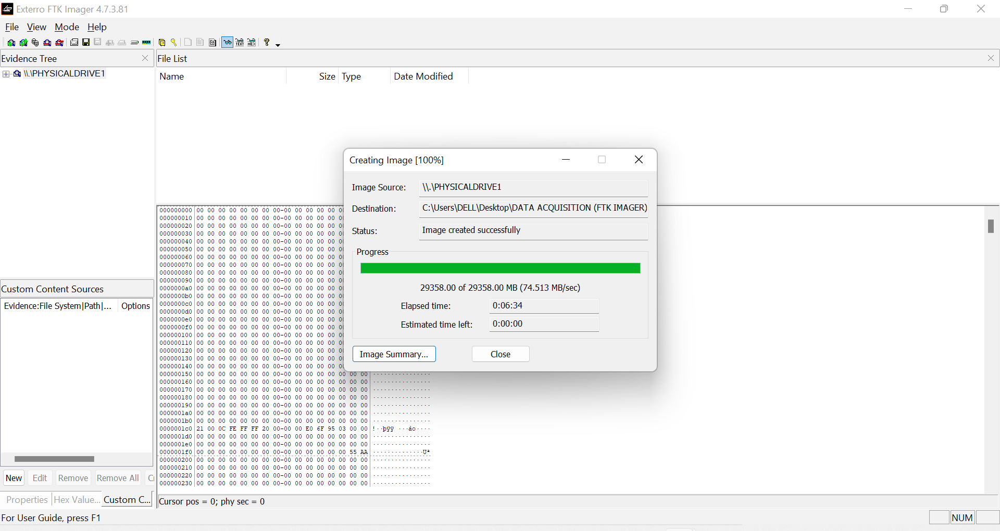 Exterro FTK Imager 4.7.3.81
File View Mode Help
Evidence Tree
File List
\\.\PHYSICALDRIVE1
Name Size Type Date Modified
Creating Image [100%]
Image Source: \\.\PHYSICALDRIVE1
Destination: C:\Users\DELL\Desktop\DATA ACQUISITION (FTK IMAGER)
Status: Image created successfully
Progress
29358.00 of 29358.00 MB (74.513 MB/sec)
Elapsed time: 0:06:34
Estimated time left: 0:00:00
Image Summary... Close
000000000 00 00 00 00 00 00 00 00-00 00 00 00 00 0
000000010 00 00 00 00 00 00 00 00-00 00 00 00 00 0
000000020 00 00 00 00 00 00 00 00-00 00 00 00 00 0
000000030 00 00 00 00 00 00 00 00-00 00 00 00 00 0
000000040 00 00 00 00 00 00 00 00-00 00 00 00 00 0
000000050 00 00 00 00 00 00 00 00-00 00 00 00 00 0
000000060 00 00 00 00 00 00 00 00-00 00 00 00 00 0
000000070 00 00 00 00 00 00 00 00-00 00 00 00 00 0
000000080 00 00 00 00 00 00 00 00-00 00 00 00 00 0
000000090 00 00 00 00 00 00 00 00-00 00 00 00 00 0
0000000a0 00 00 00 00 00 00 00 00-00 00 00 00 00 0
0000000b0 00 00 00 00 00 00 00 00-00 00 00 00 00 0
0000000c0 00 00 00 00 00 00 00 00-00 00 00 00 00 0
0000000d0 00 00 00 00 00 00 00 00-00 00 00 00 00 0
0000000e0 00 00 00 00 00 00 00 00-00 00 00 00 00 0
0000000f0 00 00 00 00 00 00 00 00-00 00 00 00 00 0
000000100 00 00 00 00 00 00 00 00-00 00 00 00 00 0
000000110 00 00 00 00 00 00 00 00-00 00 00 00 00 0
000000120 00 00 00 00 00 00 00 00-00 00 00 00 00 0
000000130 00 00 00 00 00 00 00 00-00 00 00 00 00 0
000000140 00 00 00 00 00 00 00 00-00 00 00 00 00 0
000000150 00 00 00 00 00 00 00 00-00 00 00 00 00 00 00 00 ················
000000160 00 00 00 00 00 00 00 00-00 00 00 00 00 00 00 00 ················
000000170 00 00 00 00 00 00 00 00-00 00 00 00 00 00 00 00 ················
000000180 00 00 00 00 00 00 00 00-00 00 00 00 00 00 00 00 ················
000000190 00 00 00 00 00 00 00 00-00 00 00 00 00 00 00 00 ················
0000001a0 00 00 00 00 00 00 00 00-00 00 00 00 00 00 00 00 ················
0000001b0 00 00 00 00 00 00 00 00-00 00 00 00 00 00 00 00 ················
0000001c0 21 00 0C FE FF FF 20 00-00 00 E0 6F 95 03 00 00 !··þÿÿ ···ào····
0000001d0 00 00 00 00 00 00 00 00-00 00 00 00 00 00 00 00 ················
0000001e0 00 00 00 00 00 00 00 00-00 00 00 00 00 00 00 00 ················
0000001f0 00 00 00 00 00 00 00 00-00 00 00 00 00 00 55 AA ··············Uª
000000200 00 00 00 00 00 00 00 00-00 00 00 00 00 00 00 00 ················
000000210 00 00 00 00 00 00 00 00-00 00 00 00 00 00 00 00 ················
000000220 00 00 00 00 00 00 00 00-00 00 00 00 00 00 00 00 ················
000000230 00 00 00 00 00 00 00 00-00 00 00 00 00 00 00 00 ················
Custom Content Sources
Evidence:File System|Path|... Options
New Edit Remove Remove All
Properties Hex Value... Custom C...
Cursor pos = 0; phy sec = 0
For User Guide, press F1
NUM